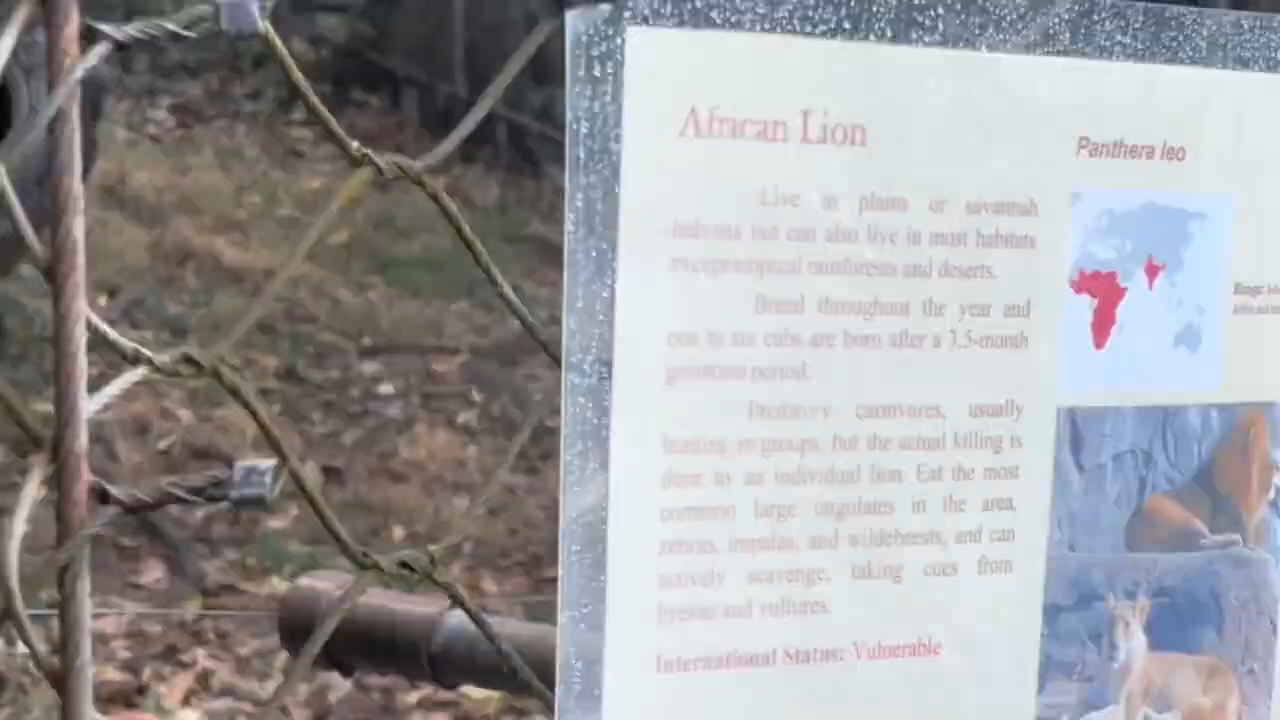 African Lion
Panthera leo
Live in plains or savannah
habitats but can also live in most habitats
except tropical rainforests and deserts.
Breed throughout the year and
one to six cubs are born after a 3.5-month
gestation period.
Predatory carnivores, usually
hunting in groups, but the actual killing is
done by an individual lion. Eat the most
common large ungulates in the area,
zebras, impalas, and wildebeests, and can
actively scavenge, taking cues from
hyenas and vultures.
International Status: Vulnerable
Range: